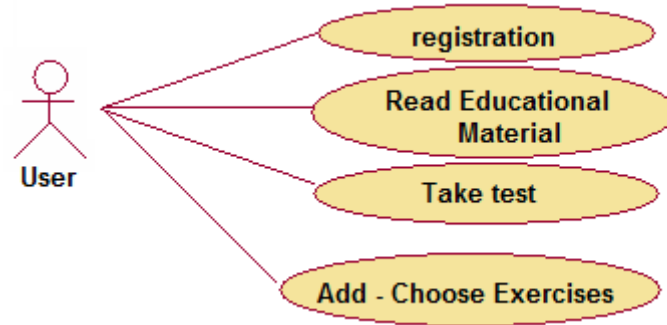 registration
Read Educational
Material
User
Take test
Add - Choose Exercises